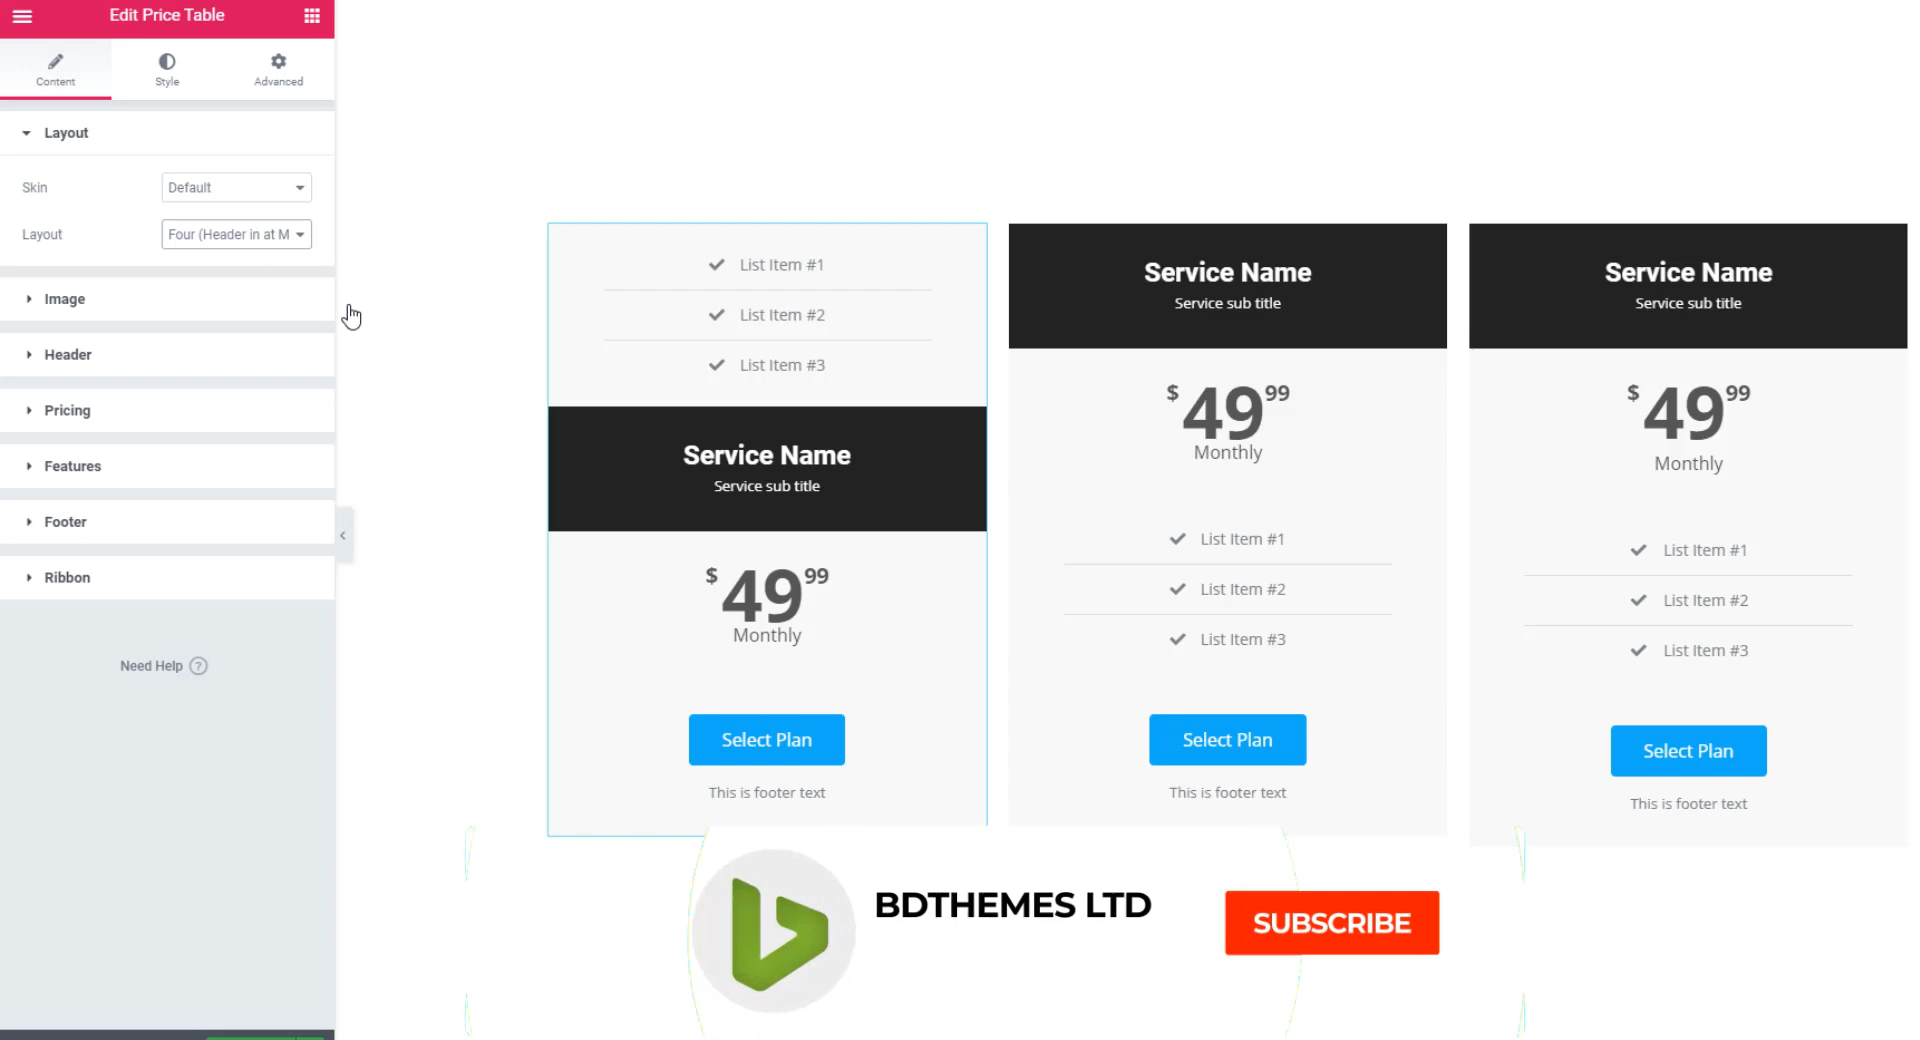 Edit Price Table
Content
Style
Advanced
Layout
Skin
Default
Layout
Four (Header in at M
Image
Header
Pricing
Features
Footer
Ribbon
Need Help ?
List Item #1
List Item #2
List Item #3
Service Name
Service sub title
$ 49 99
Monthly
Select Plan
This is footer text
Service Name
Service sub title
$ 49 99
Monthly
List Item #1
List Item #2
List Item #3
Select Plan
This is footer text
Service Name
Service sub title
$ 49 99
Monthly
List Item #1
List Item #2
List Item #3
Select Plan
This is footer text
BDTHEMES LTD
SUBSCRIBE